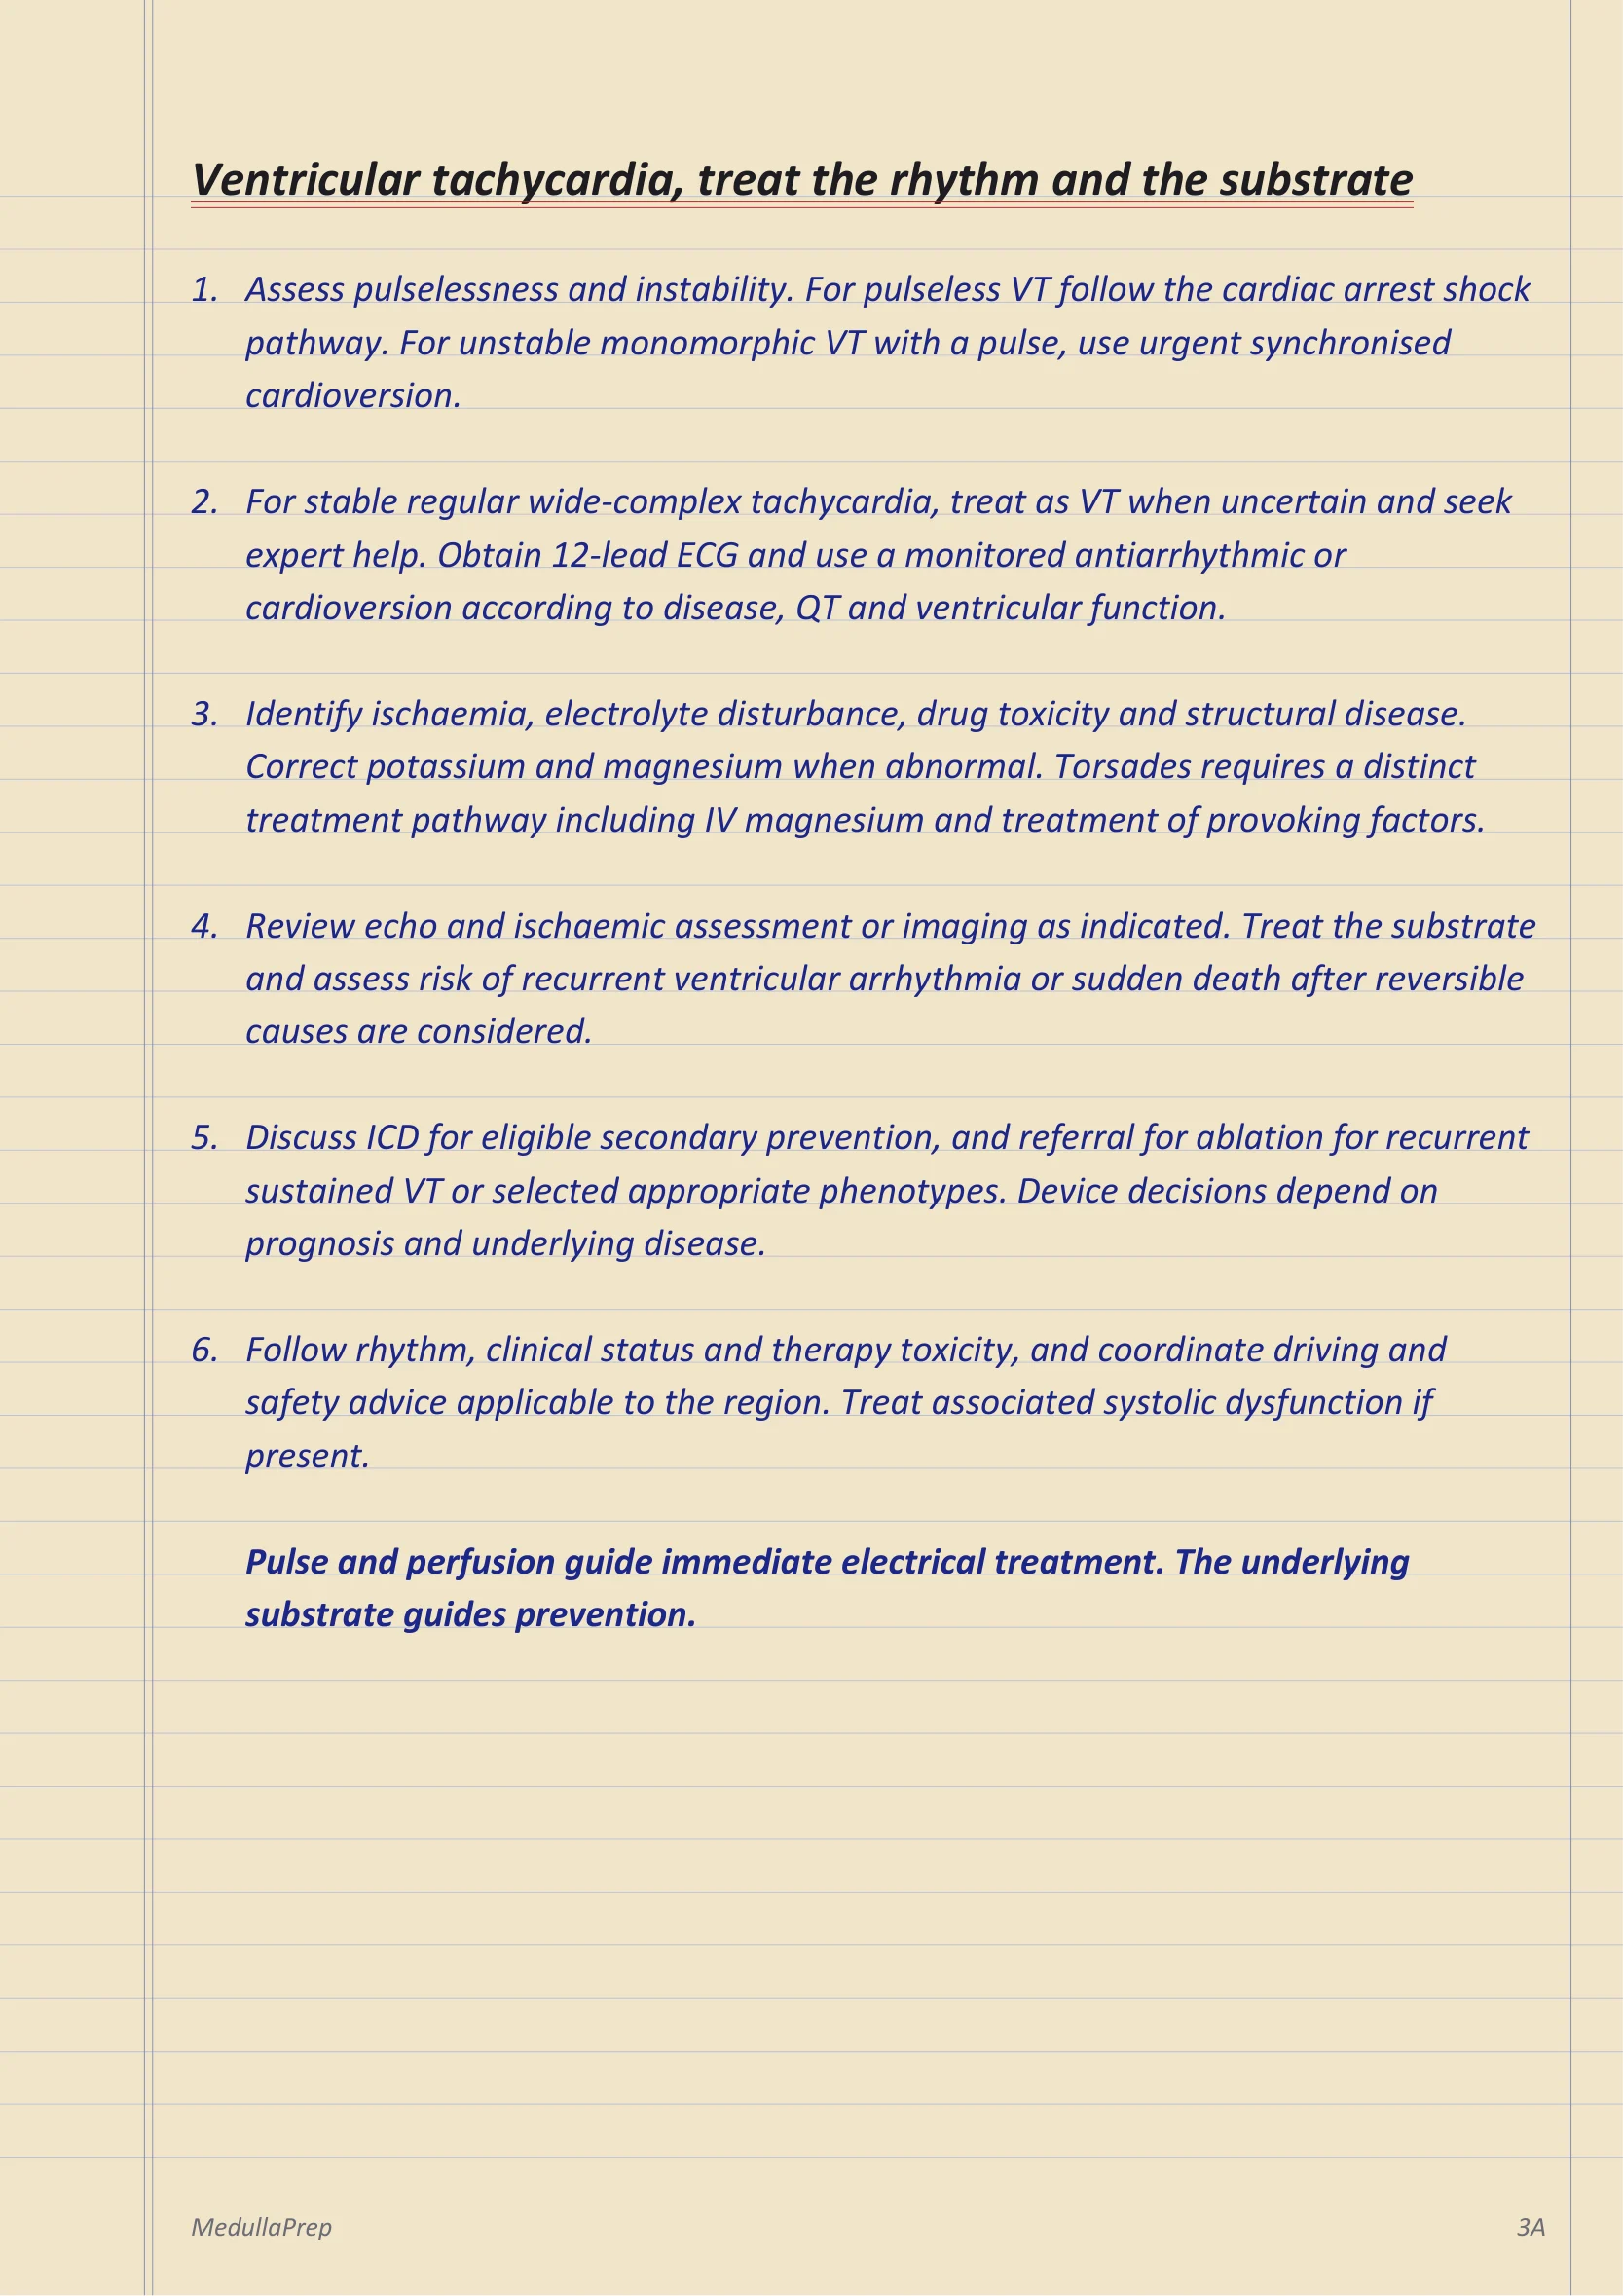 Ventricular tachycardia, treat the rhythm and the substrate
1. Assess pulselessness and instability. For pulseless VT follow the cardiac arrest shock
pathway. For unstable monomorphic VT with a pulse, use urgent synchronised
cardioversion.
2. For stable regular wide-complex tachycardia, treat as VT when uncertain and seek
expert help. Obtain 12-lead ECG and use a monitored antiarrhythmic or
cardioversion according to disease, QT and ventricular function.
3. Identify ischaemia, electrolyte disturbance, drug toxicity and structural disease.
Correct potassium and magnesium when abnormal. Torsades requires a distinct
treatment pathway including IV magnesium and treatment of provoking factors.
4. Review echo and ischaemic assessment or imaging as indicated. Treat the substrate
and assess risk of recurrent ventricular arrhythmia or sudden death after reversible
causes are considered.
5. Discuss ICD for eligible secondary prevention, and referral for ablation for recurrent
sustained VT or selected appropriate phenotypes. Device decisions depend on
prognosis and underlying disease.
6. Follow rhythm, clinical status and therapy toxicity, and coordinate driving and
safety advice applicable to the region. Treat associated systolic dysfunction if
present.
Pulse and perfusion guide immediate electrical treatment. The underlying
substrate guides prevention.
MedullaPrep
3A